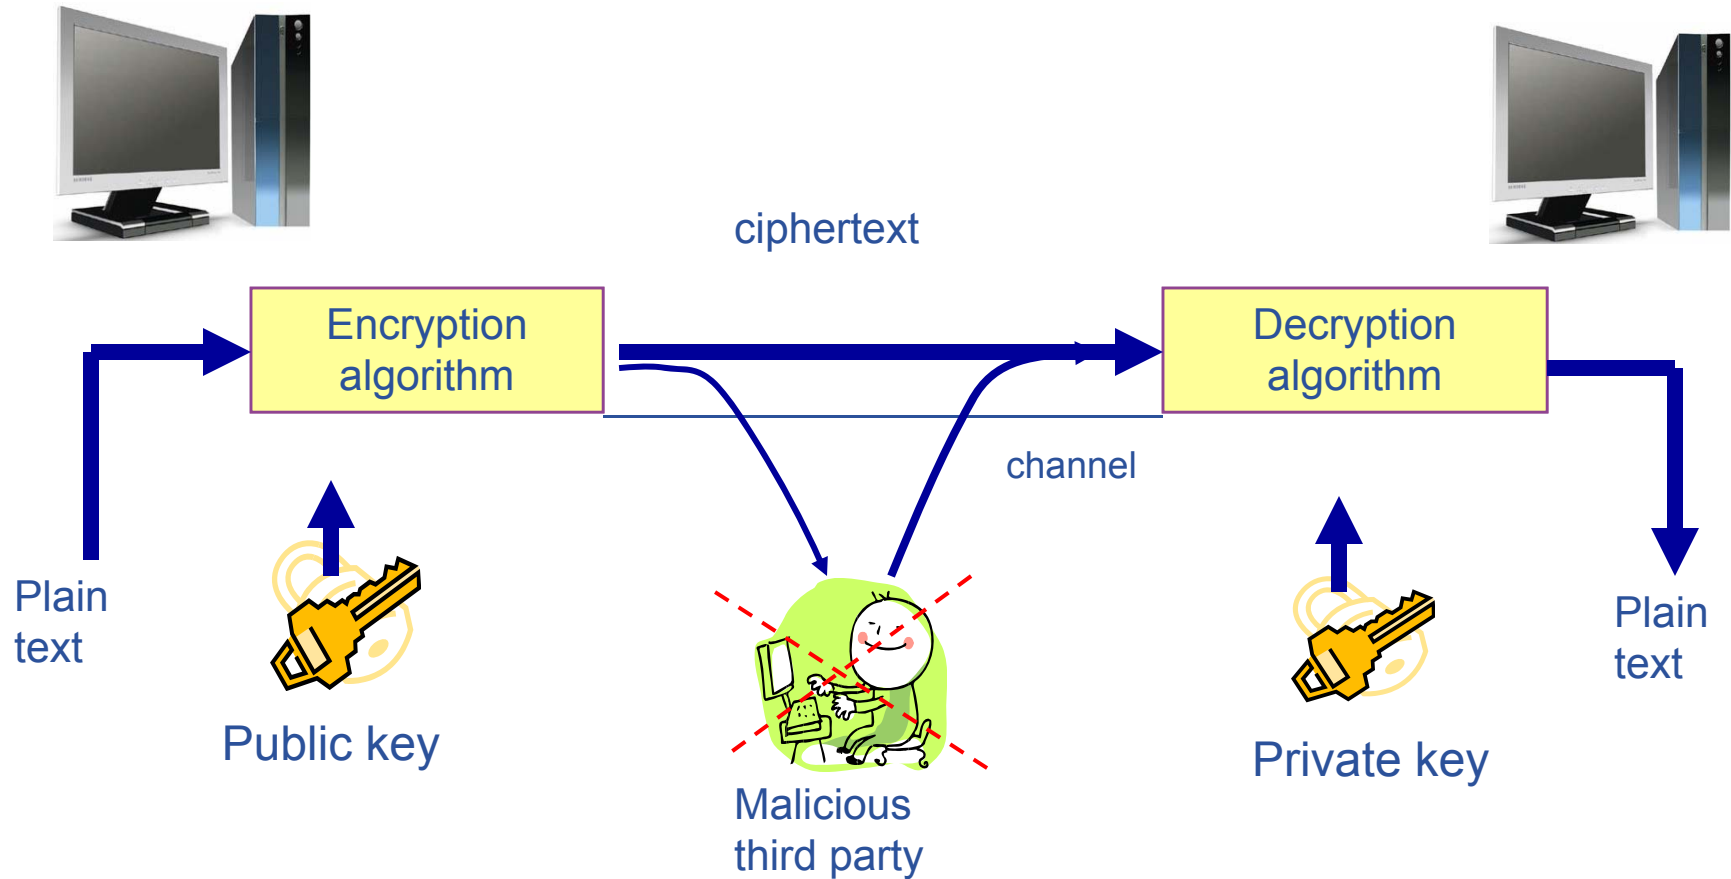 ciphertext
Encryption
algorithm
Decryption
algorithm
channel
Plain
text
Plain
text
Public key
Private key
Malicious
third party